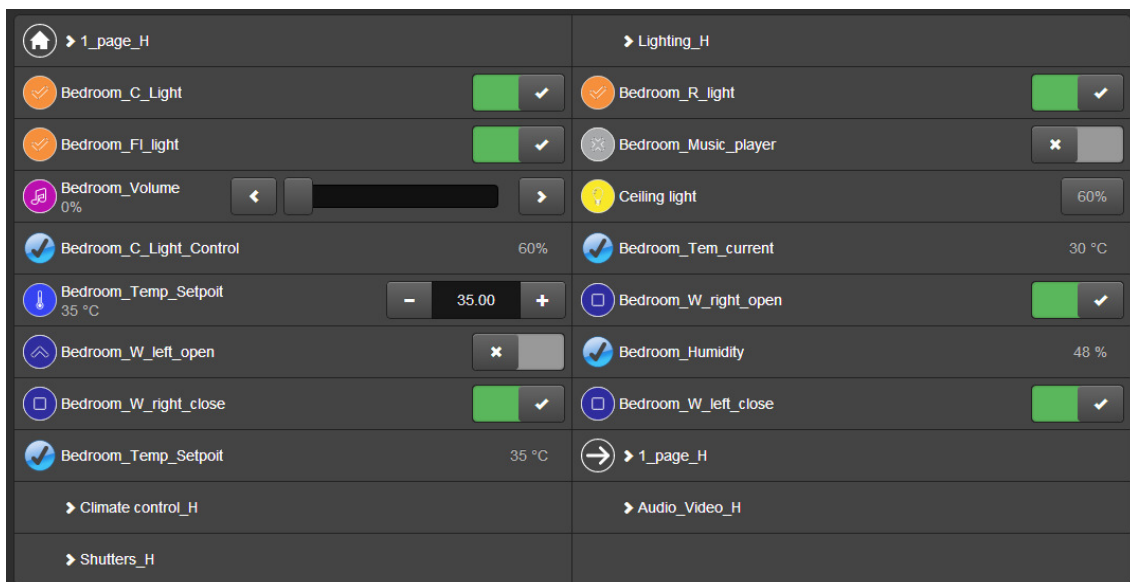 1_page_H
Lighting_H
Bedroom_C_Light
Bedroom_R_light
Bedroom_Fl_light
Bedroom_Music_player
Bedroom_Volume
0%
Ceiling light
60%
Bedroom_C_Light_Control
60%
Bedroom_Tem_current
30 °C
Bedroom_Temp_Setpoit
35 °C
35.00
Bedroom_W_right_open
Bedroom_W_left_open
Bedroom_Humidity
48 %
Bedroom_W_right_close
Bedroom_W_left_close
Bedroom_Temp_Setpoit
35 °C
1_page_H
Climate control_H
Audio_Video_H
Shutters_H